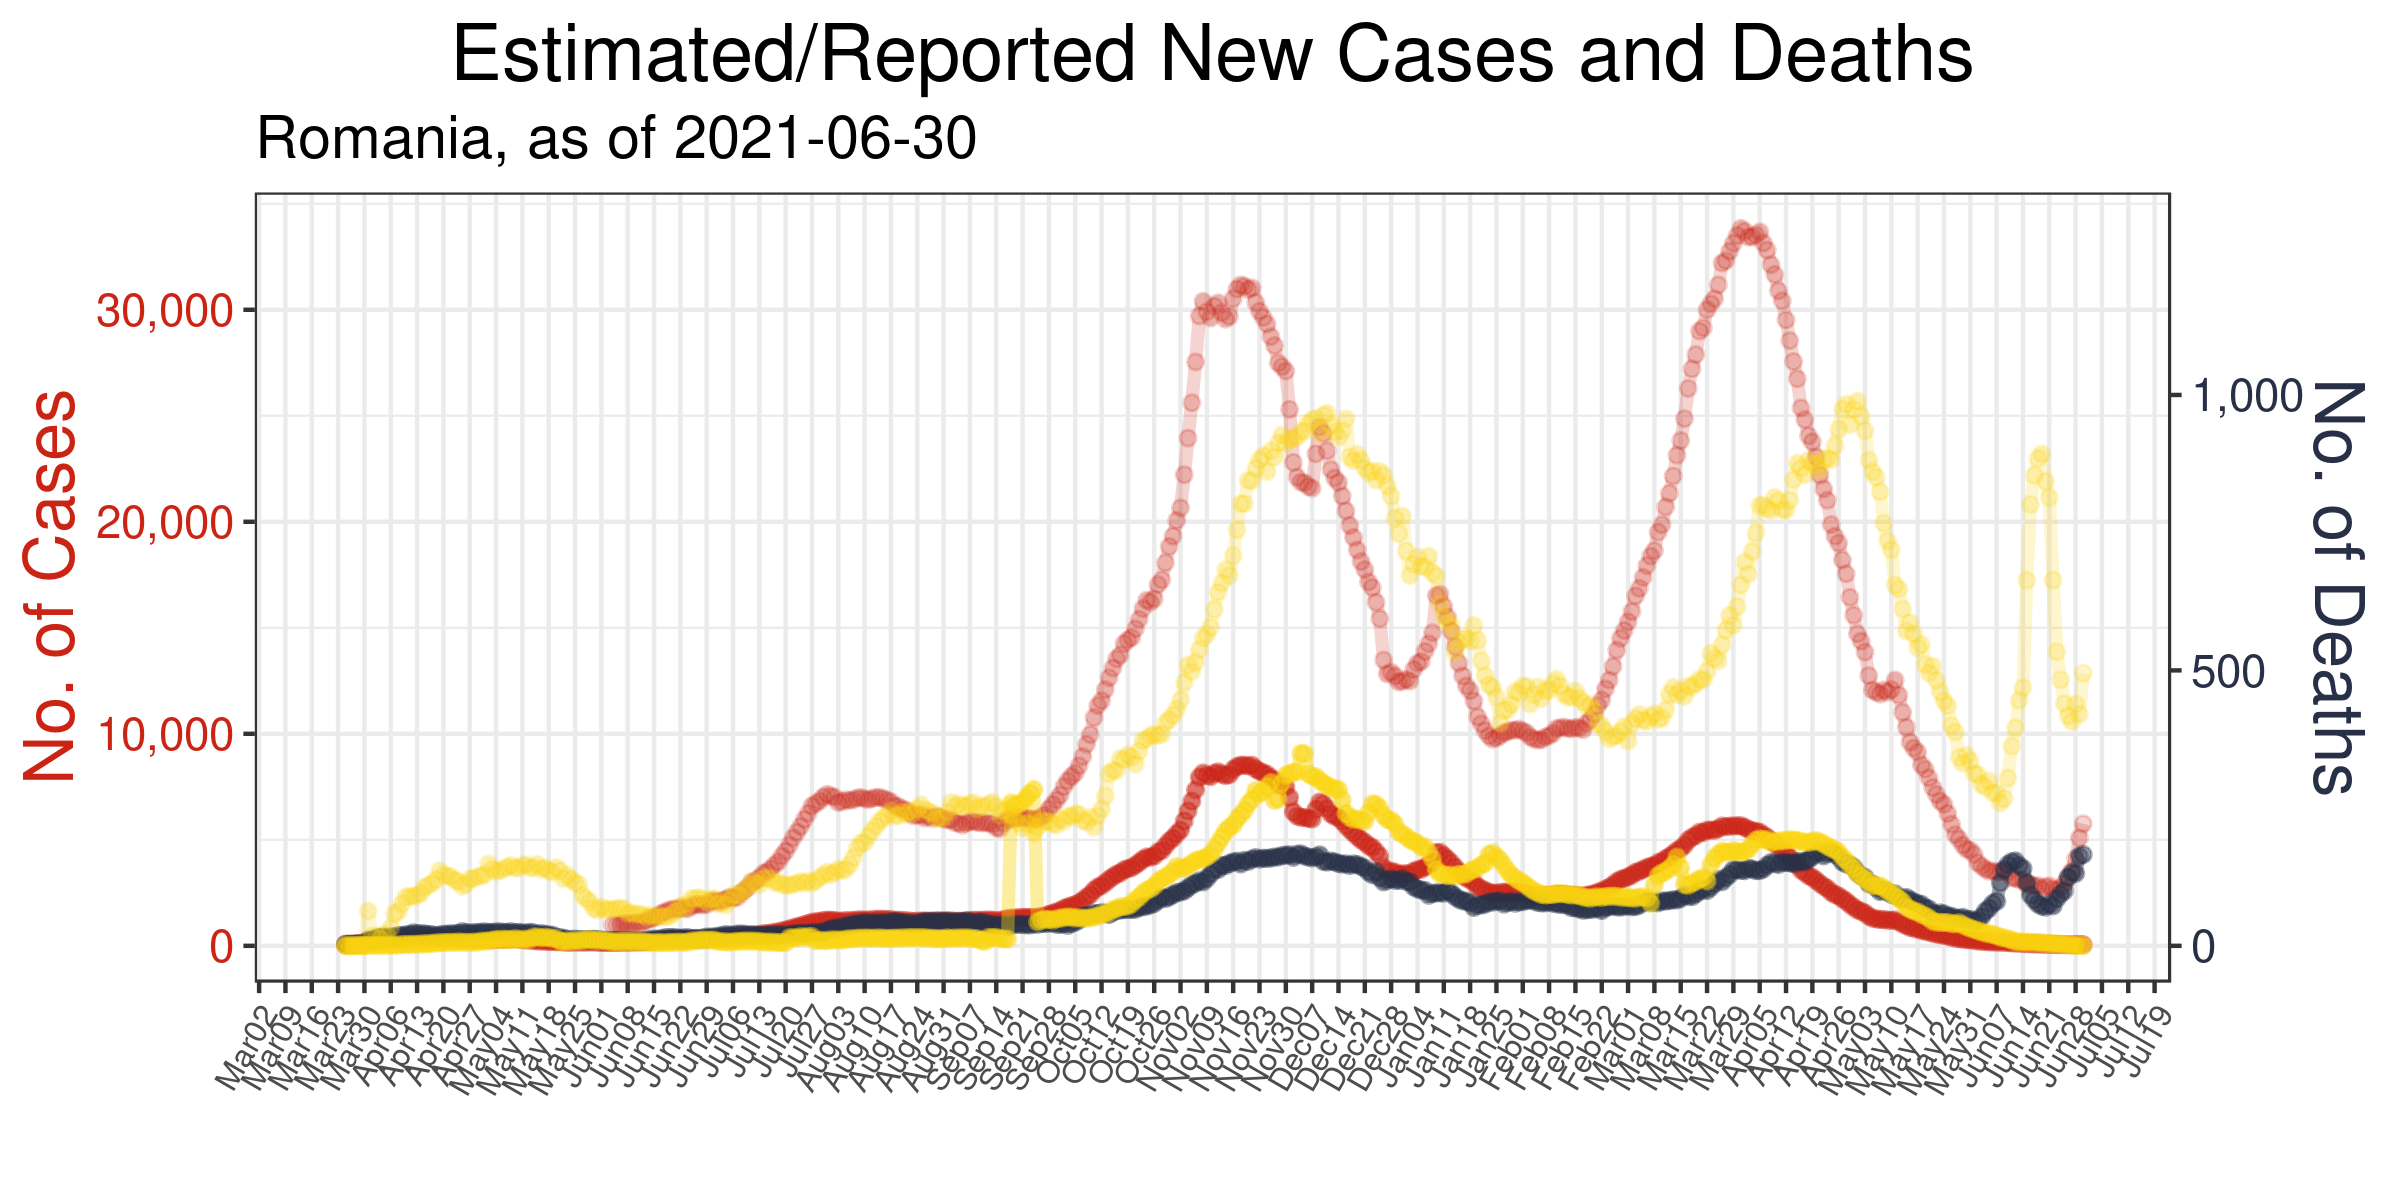 Estimated/Reported New Cases and Deaths
Romania, as of 2021-06-30
No. of Cases
30,000
20,000
10,000
0
1,000
500
0
No. of Deaths
Mar02
Mar09
Mar16
Mar23
Mar30
Apr06
Apr13
Apr20
Apr27
May04
May11
May18
May25
Jun01
Jun08
Jun15
Jun22
Jun29
Jul06
Jul13
Jul20
Jul27
Aug03
Aug10
Aug17
Aug24
Aug31
Sep07
Sep14
Sep21
Sep28
Oct05
Oct12
Oct19
Oct26
Nov02
Nov09
Nov16
Nov23
Nov30
Dec07
Dec14
Dec21
Dec28
Jan04
Jan11
Jan18
Jan25
Feb01
Feb08
Feb15
Feb22
Mar01
Mar08
Mar15
Mar22
Mar29
Apr05
Apr12
Apr19
Apr26
May03
May10
May17
May24
May31
Jun07
Jun14
Jun21
Jun28
Jul05
Jul12
Jul19